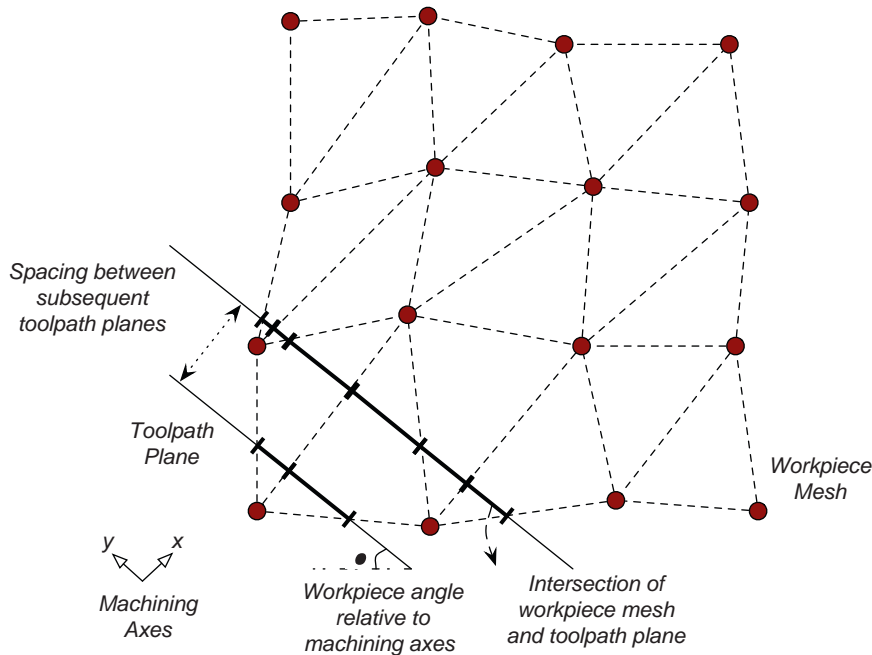 Spacing between
subsequent
toolpath planes
Toolpath
Plane
Workpiece
Mesh
y
x
Machining
Axes
Workpiece angle
relative to
machining axes
Intersection of
workpiece mesh
and toolpath plane